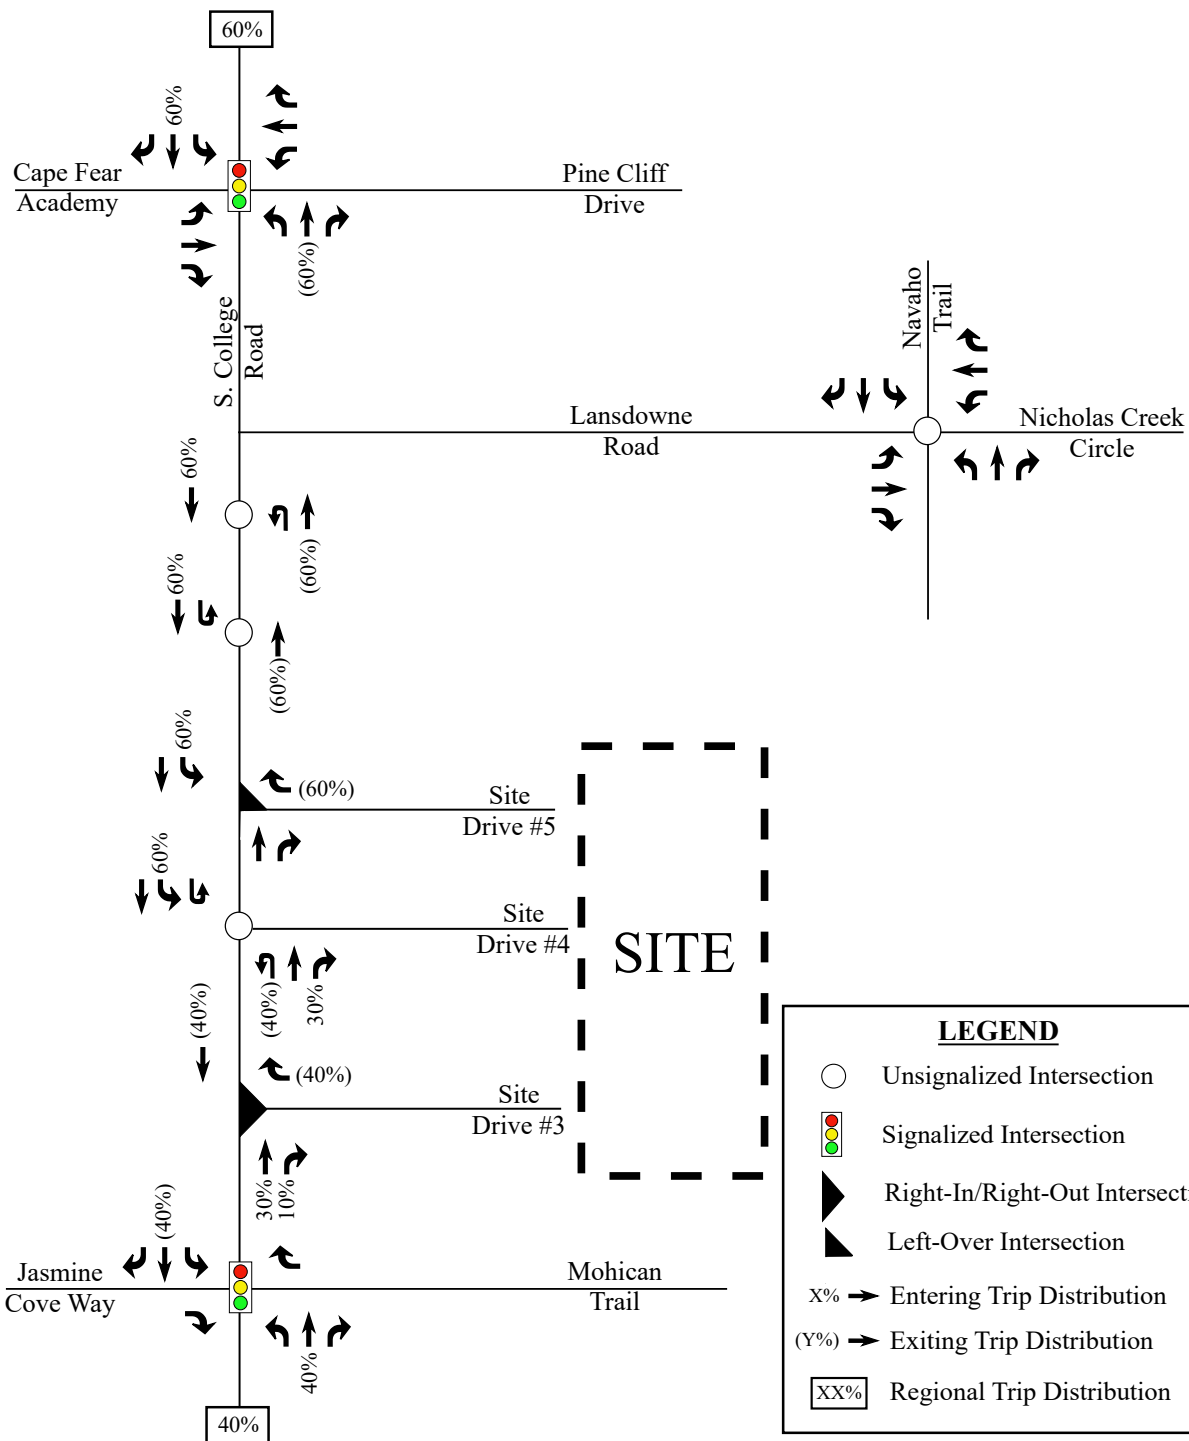 60%
60%
Cape Fear
Academy
Pine Cliff
Drive
(60%)
S. College
Road
Navaho
Trail
Lansdowne
Road
Nicholas Creek
Circle
60%
(60%)
60%
(60%)
60%
(60%)
Site
Drive #5
60%
Site
Drive #4
SITE
(40%)
(40%)
30%
(40%)
Site
Drive #3
30%
10%
(40%)
Jasmine
Cove Way
Mohican
Trail
40%
40%
LEGEND
Unsignalized Intersection
Signalized Intersection
Right-In/Right-Out Intersecti
Left-Over Intersection
X% Entering Trip Distribution
(Y%) Exiting Trip Distribution
XX% Regional Trip Distribution